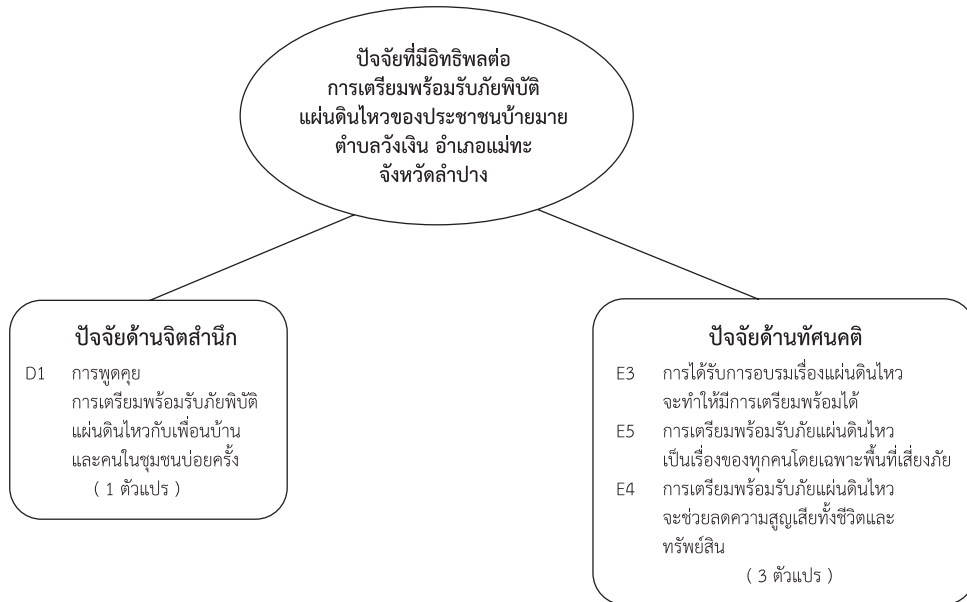 ปัจจัยที่มีอิทธิพลต่อ
การเตรียมพร้อมรับภัยพิบัติ
แผ่นดินไหวของประชาชนบ้ายมาย
ตำบลวังเงิน อำเภอแม่ทะ
จังหวัดลำปาง
ปัจจัยด้านจิตสำนึก
D1 การพูดคุย
การเตรียมพร้อมรับภัยพิบัติ
แผ่นดินไหวกับเพื่อนบ้าน
และคนในชุมชนบ่อยครั้ง
( 1 ตัวแปร )
ปัจจัยด้านทัศนคติ
E3 การได้รับการอบรมเรื่องแผ่นดินไหว
จะทำให้มีการเตรียมพร้อมได้
E5 การเตรียมพร้อมรับภัยแผ่นดินไหว
เป็นเรื่องของทุกคนโดยเฉพาะพื้นที่เสี่ยงภัย
E4 การเตรียมพร้อมรับภัยแผ่นดินไหว
จะช่วยลดความสูญเสียทั้งชีวิตและ
ทรัพย์สิน
( 3 ตัวแปร )